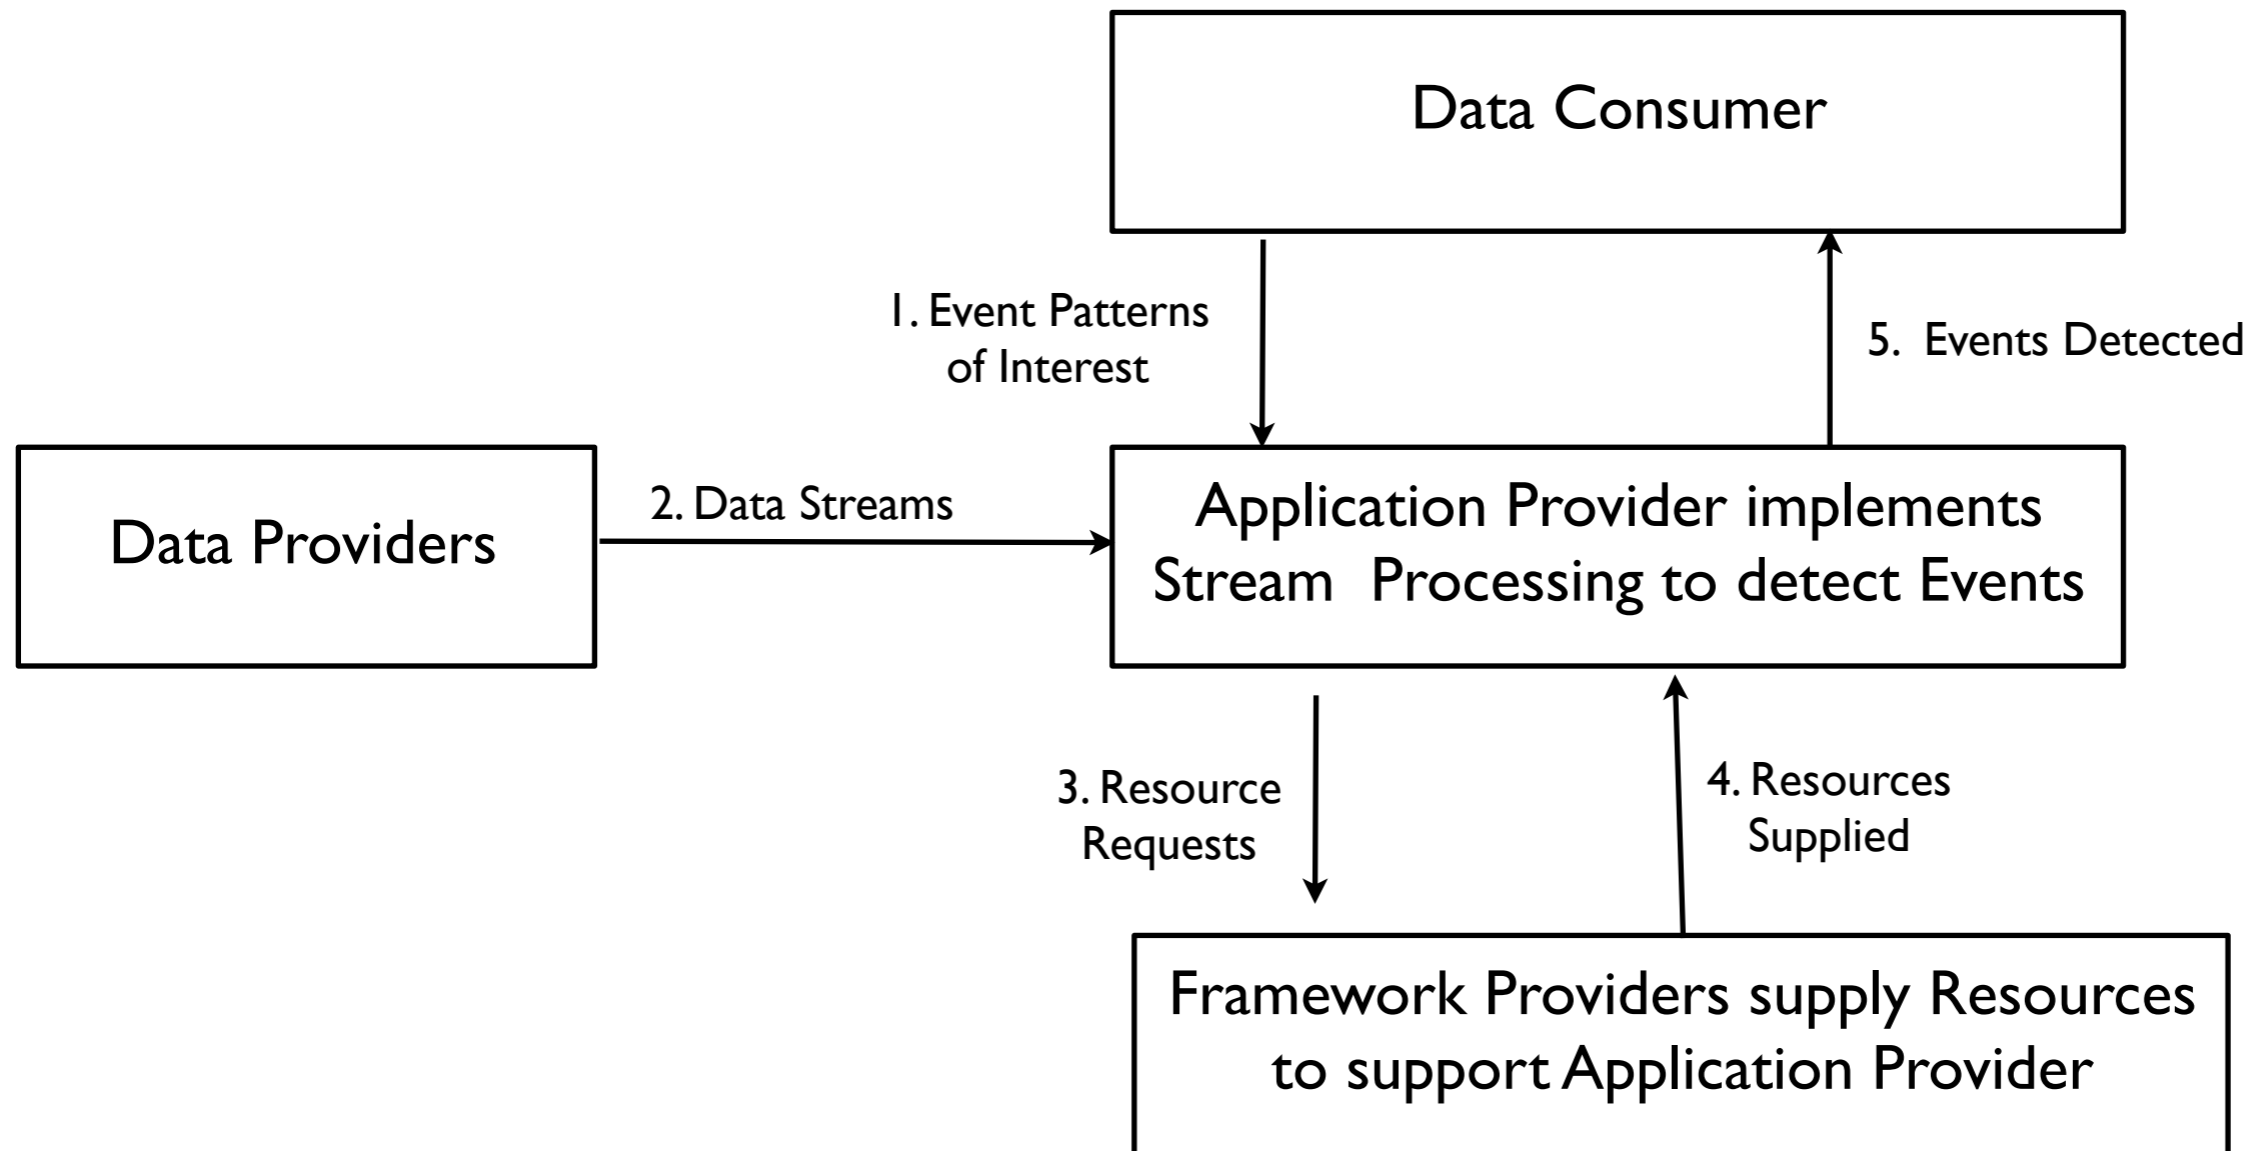 Data Consumer
1. Event Patterns
of Interest
5. Events Detected
Data Providers
2. Data Streams
Application Provider implements
Stream Processing to detect Events
3. Resource
Requests
4. Resources
Supplied
Framework Providers supply Resources
to support Application Provider